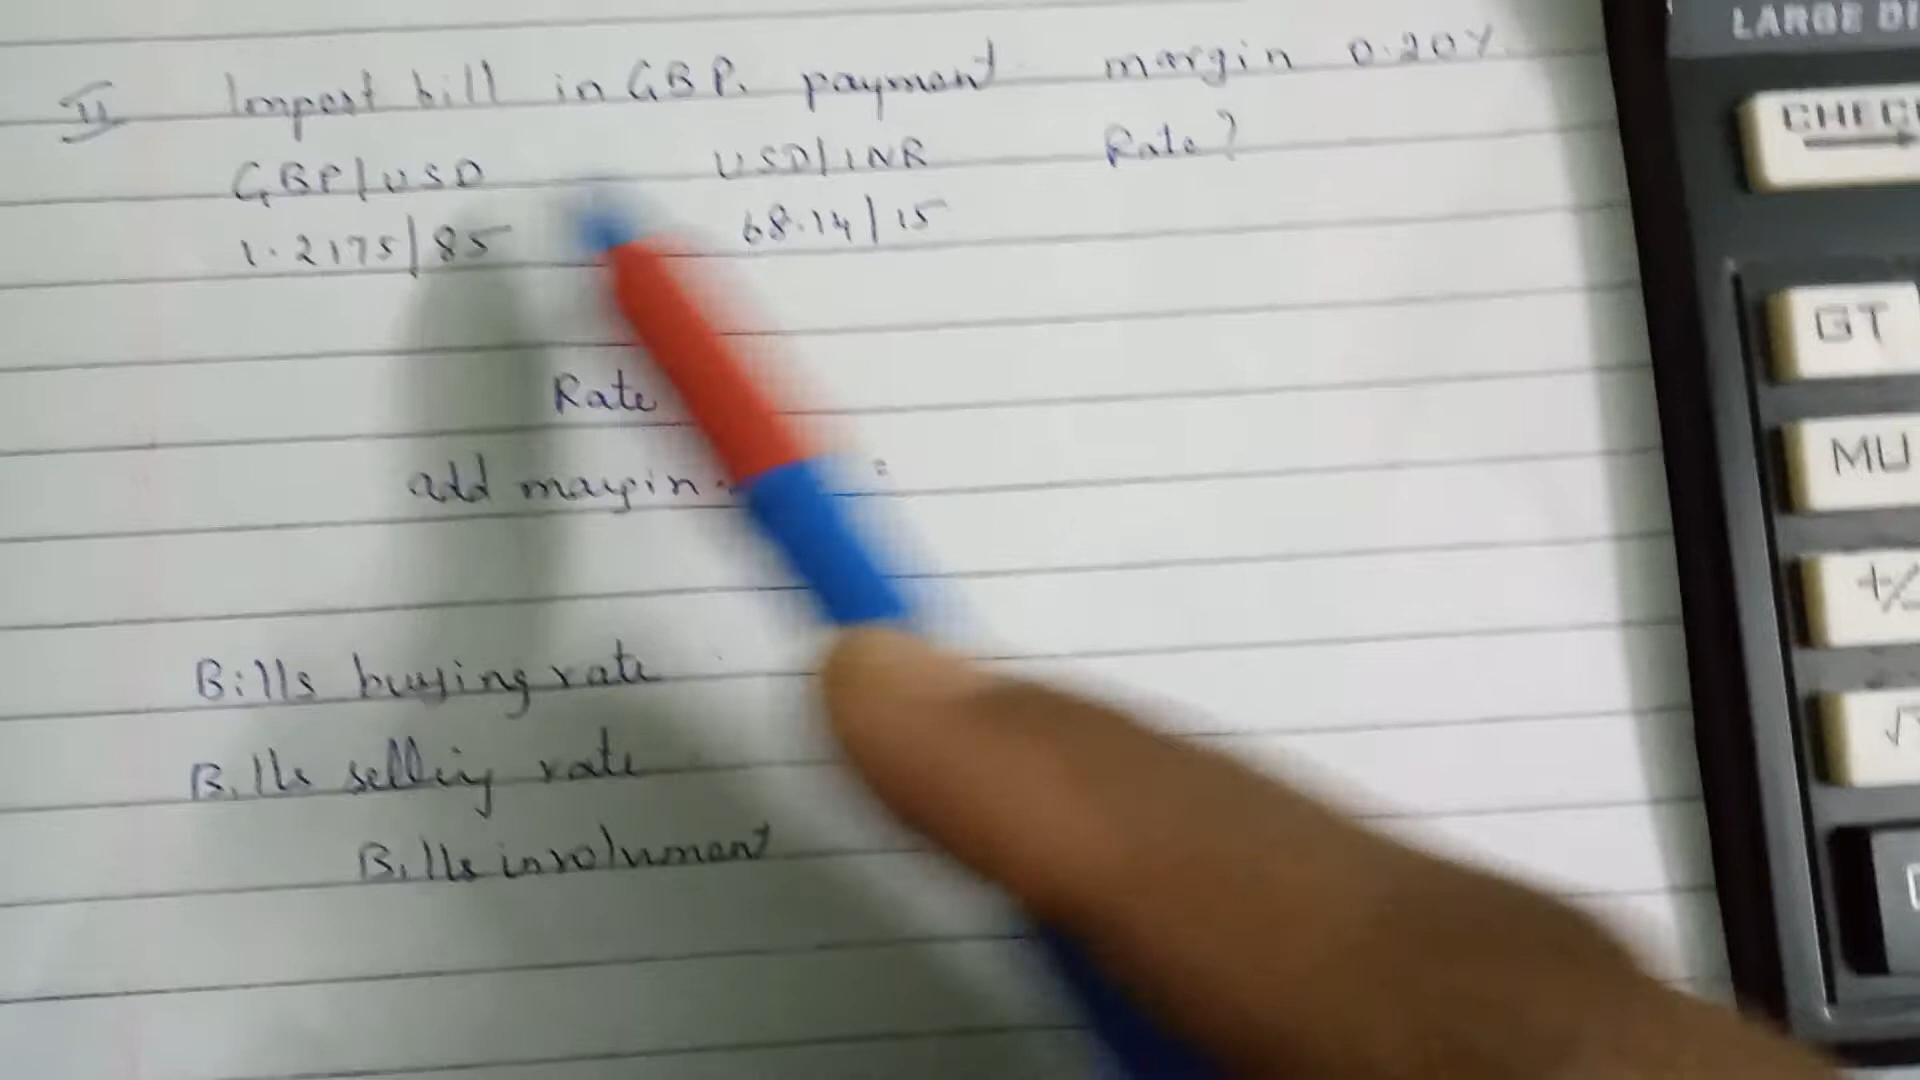 II Import bill in GBP. payment margin 0.20%
GBP/USD USD/INR Rate?
1.2175/85 68.14/15
Rate
add margin. =
Bills buying rate
Bills selling rate
Bills involument
LARGE DI
CHECK
GT
MU
+/
√